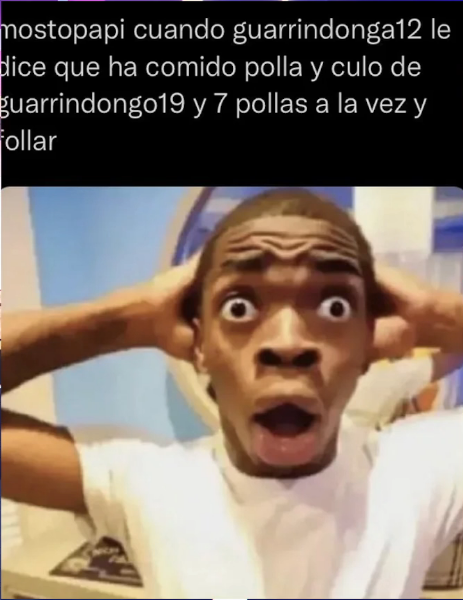 mostopapi cuando guarrindonga12 le
dice que ha comido polla y culo de
guarrindongo19 y 7 pollas a la vez y
follar